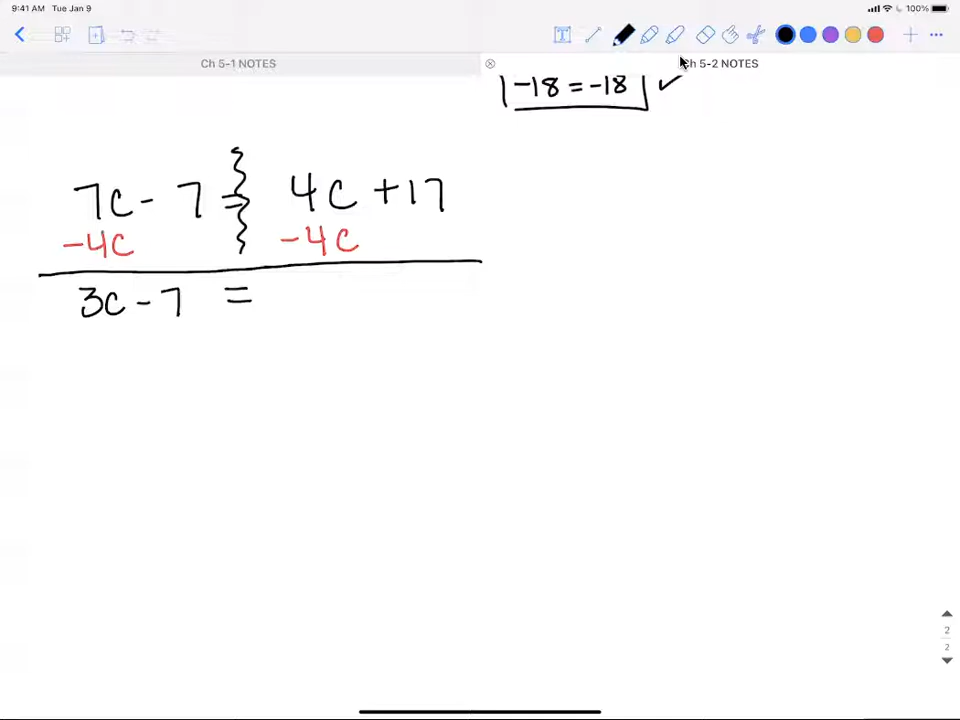 9:41 AM Tue Jan 9
100%
Ch 5-1 NOTES
Ch 5-2 NOTES
-18 = -18 ✓
7c - 7 = 4c + 17
-4c -4c
3c - 7 =
2
2